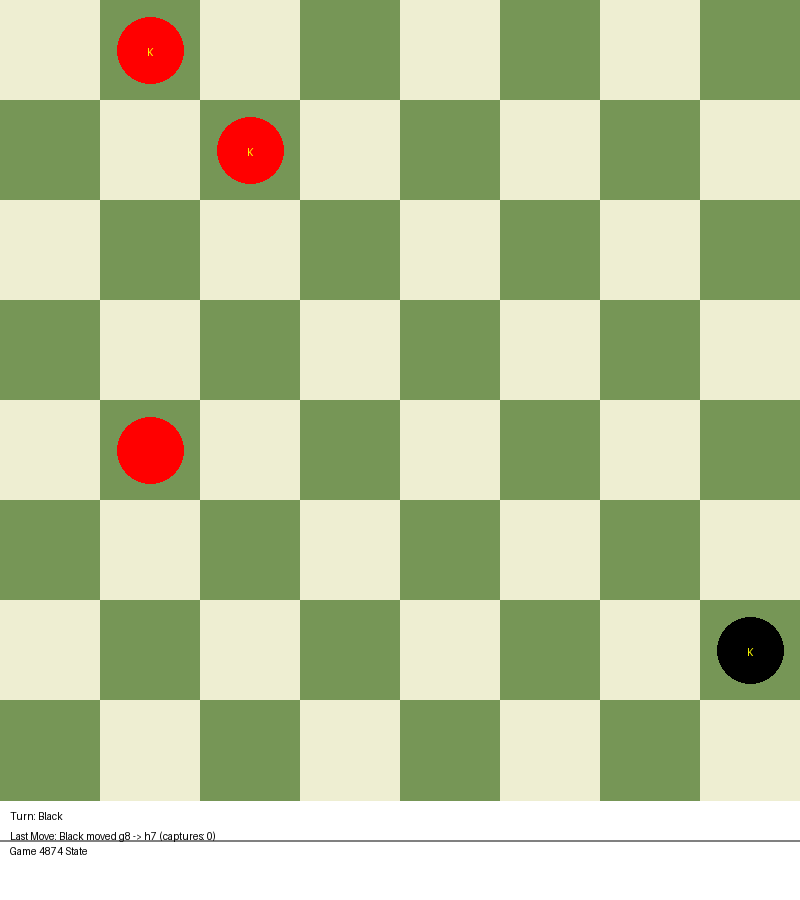 K
K
K
Turn: Black
Last Move: Black moved g8 -> h7 (captures: 0)
Game 4874 State